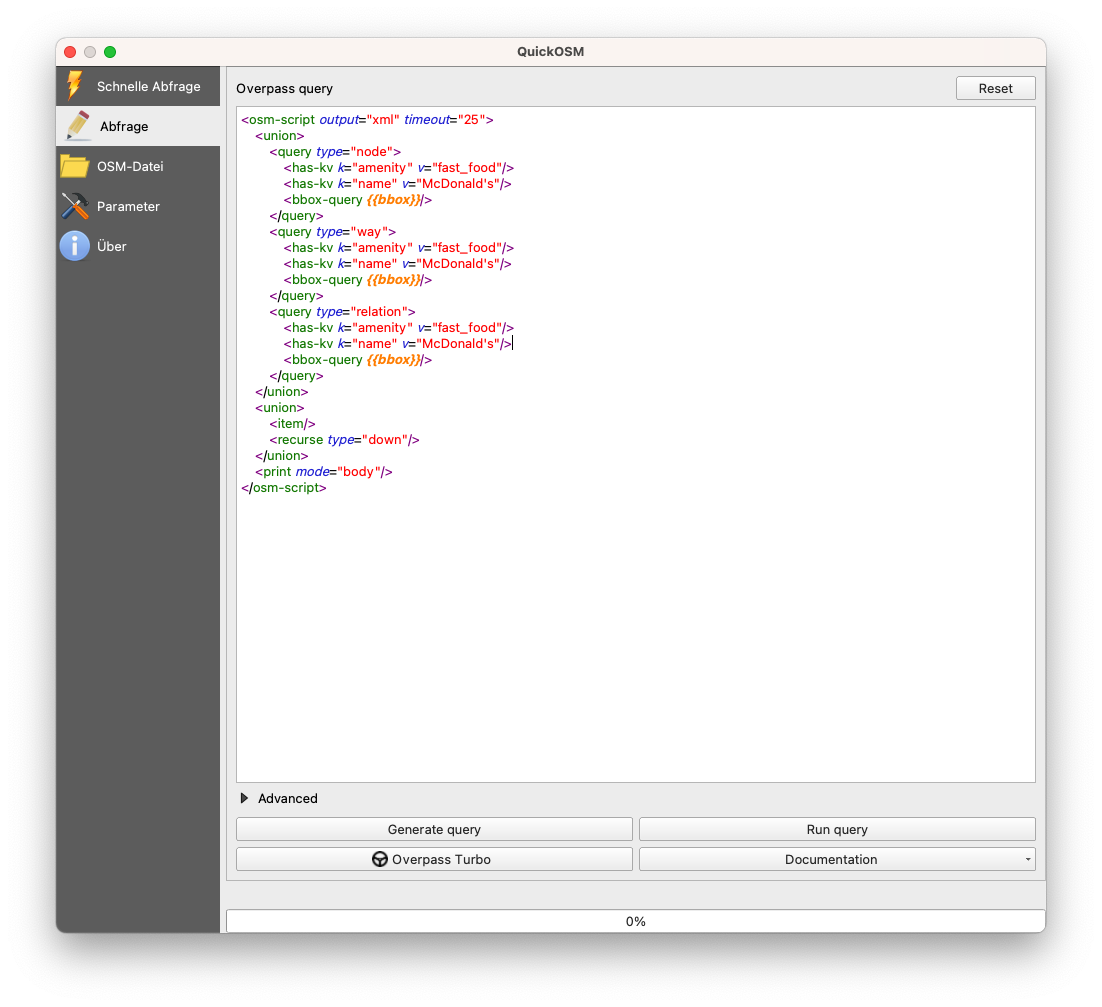 QuickOSM
Schnelle Abfrage
Abfrage
OSM-Datei
Parameter
Über
Overpass query
Reset
<osm-script output="xml" timeout="25">
    <union>
        <query type="node">
            <has-kv k="amenity" v="fast_food"/>
            <has-kv k="name" v="McDonald's"/>
            <bbox-query {{bbox}}/>
        </query>
        <query type="way">
            <has-kv k="amenity" v="fast_food"/>
            <has-kv k="name" v="McDonald's"/>
            <bbox-query {{bbox}}/>
        </query>
        <query type="relation">
            <has-kv k="amenity" v="fast_food"/>
            <has-kv k="name" v="McDonald's"/>
            <bbox-query {{bbox}}/>
        </query>
    </union>
    <union>
        <item/>
        <recurse type="down"/>
    </union>
    <print mode="body"/>
</osm-script>
Advanced
Generate query
Run query
Overpass Turbo
Documentation
0%